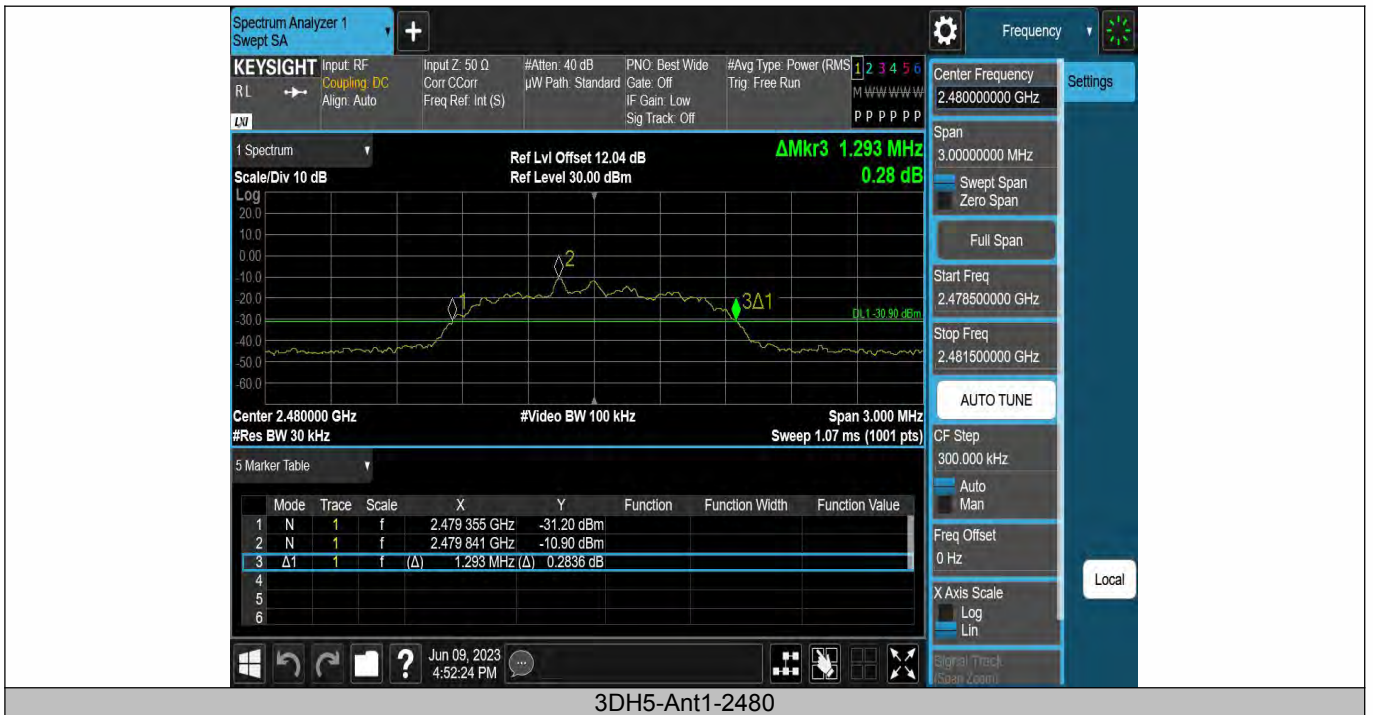 Spectrum Analyzer 1
Swept SA
+
Frequency
KEYSIGHT
RL
LXI
Input: RF
Coupling: DC
Align: Auto
Input Z: 50 Ω
Corr CCorr
Freq Ref: Int (S)
#Atten: 40 dB
µW Path: Standard
PNO: Best Wide
Gate: Off
IF Gain: Low
Sig Track: Off
#Avg Type: Power (RMS
Trig: Free Run
1 2 3 4 5 6
M W W W W W
P P P P P P
1 Spectrum
Scale/Div 10 dB
Ref Lvl Offset 12.04 dB
Ref Level 30.00 dBm
ΔMkr3 1.293 MHz
0.28 dB
Log
20.0
10.0
0.00
-10.0
-20.0
-30.0
-40.0
-50.0
-60.0
1
2
3Δ1
DL1 -30.90 dBm
Center 2.480000 GHz
#Res BW 30 kHz
#Video BW 100 kHz
Span 3.000 MHz
Sweep 1.07 ms (1001 pts)
5 Marker Table
Mode Trace Scale X Y Function Function Width Function Value
1 N 1 f 2.479 355 GHz -31.20 dBm
2 N 1 f 2.479 841 GHz -10.90 dBm
3 Δ1 1 f (Δ) 1.293 MHz (Δ) 0.2836 dB
4
5
6
?
Jun 09, 2023
4:52:24 PM
Settings
Center Frequency
2.480000000 GHz
Span
3.00000000 MHz
Swept Span
Zero Span
Full Span
Start Freq
2.478500000 GHz
Stop Freq
2.481500000 GHz
AUTO TUNE
CF Step
300.000 kHz
Auto
Man
Freq Offset
0 Hz
X Axis Scale
Log
Lin
Signal Track
(Span Zoom)
Local
3DH5-Ant1-2480